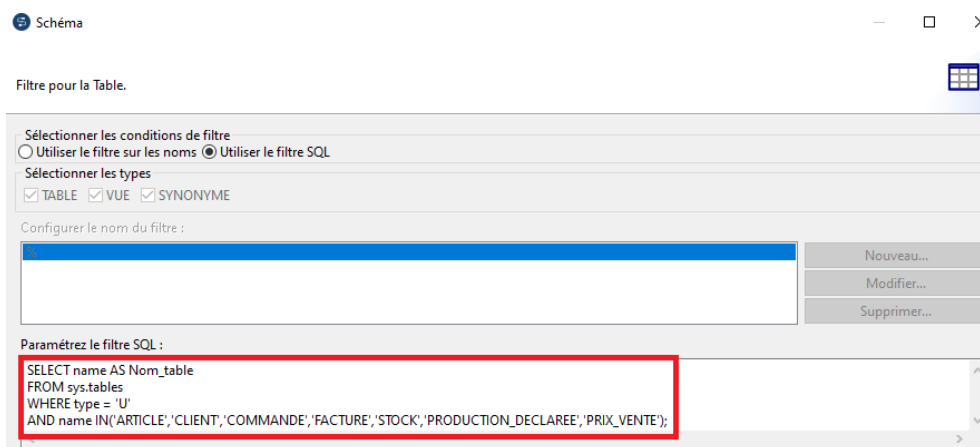 Schéma
Filtre pour la Table.
Sélectionner les conditions de filtre
Utiliser le filtre sur les noms Utiliser le filtre SQL
Sélectionner les types
TABLE VUE SYNONYME
Configurer le nom du filtre :
%
Nouveau...
Modifier...
Supprimer...
Paramétrez le filtre SQL :
SELECT name AS Nom_table
FROM sys.tables
WHERE type = 'U'
AND name IN('ARTICLE','CLIENT','COMMANDE','FACTURE','STOCK','PRODUCTION_DECLAREE','PRIX_VENTE');